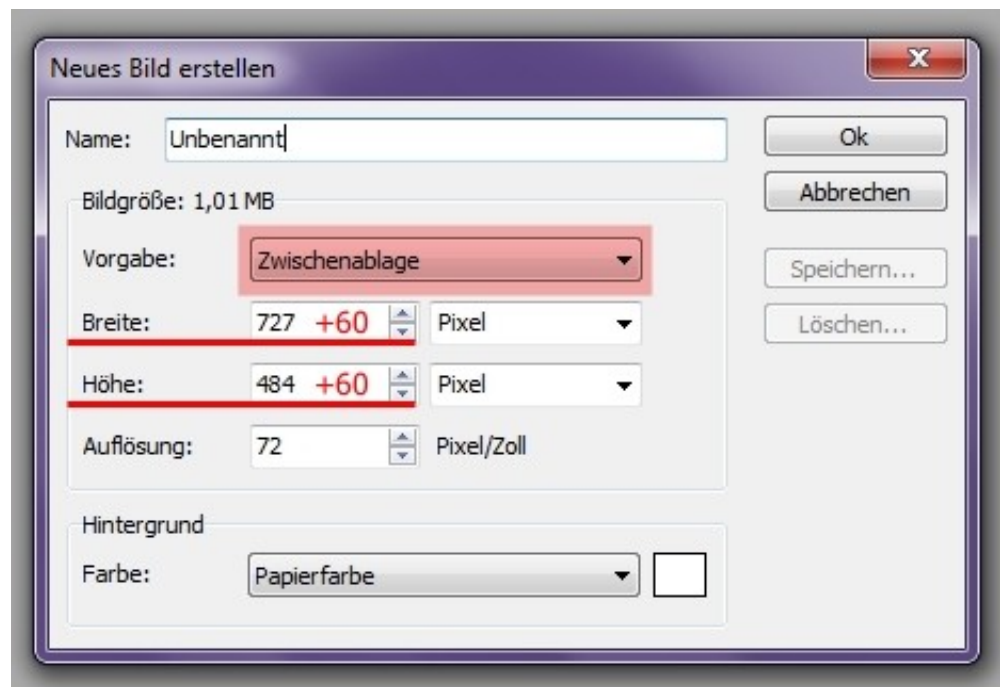 Neues Bild erstellen
Name: Unbenannt
Ok
Bildgröße: 1,01 MB
Abbrechen
Vorgabe: Zwischenablage
Speichern...
Breite: 727 +60 Pixel
Löschen...
Höhe: 484 +60 Pixel
Auflösung: 72 Pixel/Zoll
Hintergrund
Farbe: Papierfarbe